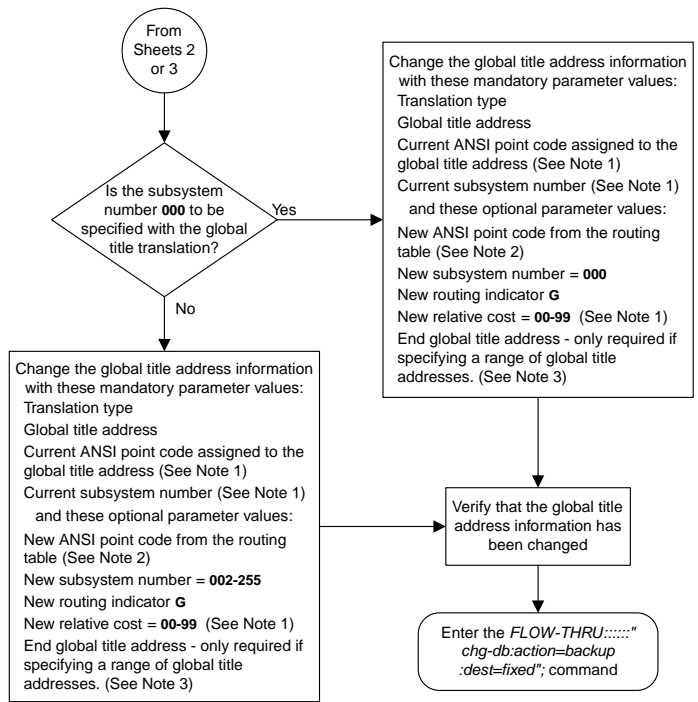 From
Sheets 2
or 3
Is the subsystem
number 000 to be
specified with the global
title translation?
Yes
No
Change the global title address information
with these mandatory parameter values:
Translation type
Global title address
Current ANSI point code assigned to the
global title address (See Note 1)
Current subsystem number (See Note 1)
and these optional parameter values:
New ANSI point code from the routing
table (See Note 2)
New subsystem number = 000
New routing indicator G
New relative cost = 00-99 (See Note 1)
End global title address - only required if
specifying a range of global title
addresses. (See Note 3)
Change the global title address information
with these mandatory parameter values:
Translation type
Global title address
Current ANSI point code assigned to the
global title address (See Note 1)
Current subsystem number (See Note 1)
and these optional parameter values:
New ANSI point code from the routing
table (See Note 2)
New subsystem number = 002-255
New routing indicator G
New relative cost = 00-99 (See Note 1)
End global title address - only required if
specifying a range of global title
addresses. (See Note 3)
Verify that the global title
address information has
been changed
Enter the FLOW-THRU::::::"
chg-db:action=backup
:dest=fixed"; command